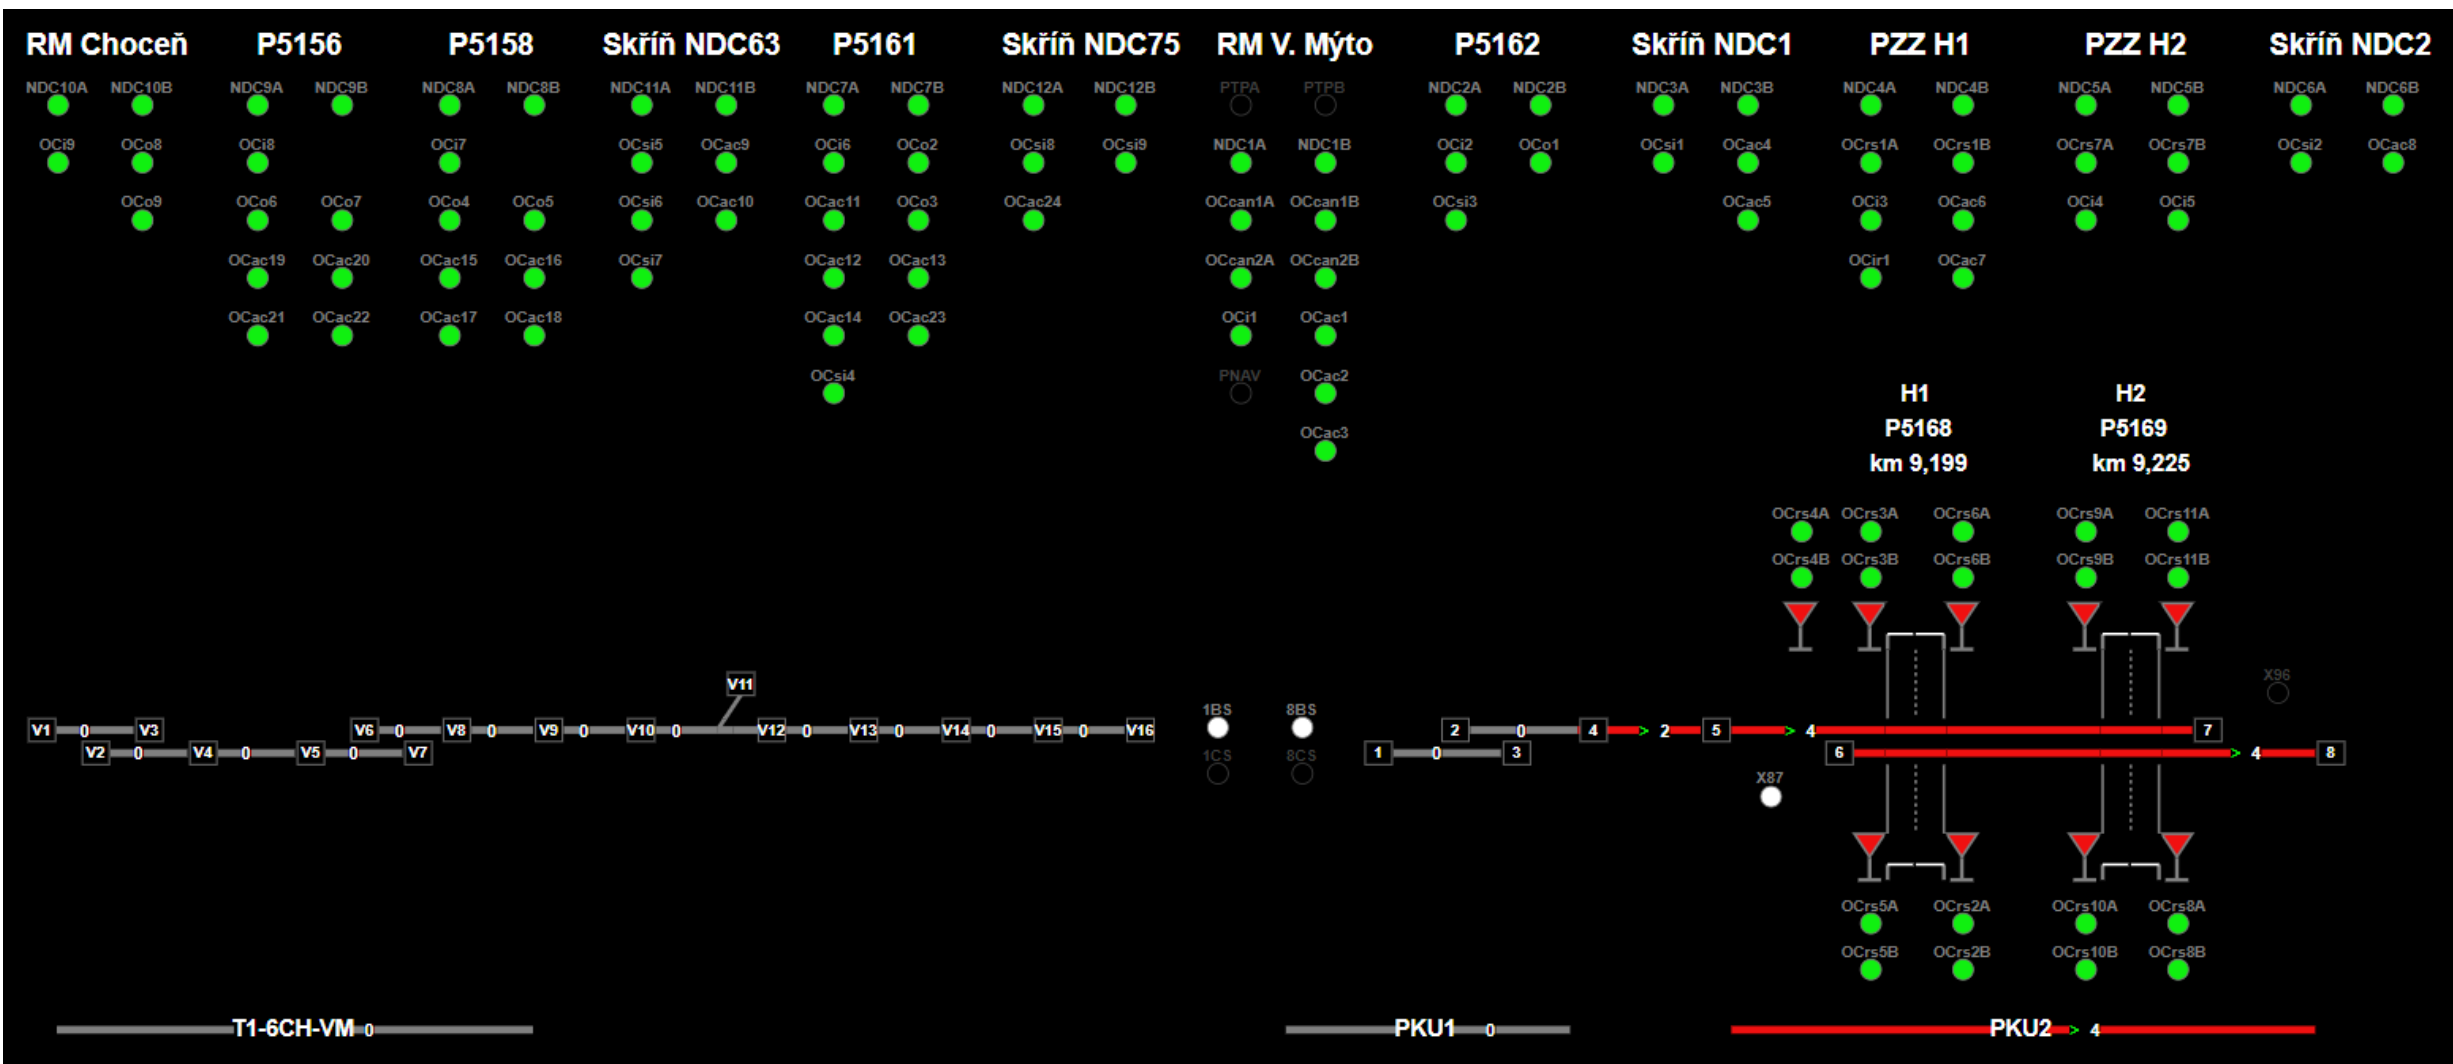 RM Choceň P5156 P5158 Skříň NDC63 P5161 Skříň NDC75 RM V. Mýto P5162 Skříň NDC1 PZZ H1 PZZ H2 Skříň NDC2
NDC10A NDC10B NDC9A NDC9B NDC8A NDC8B NDC11A NDC11B NDC7A NDC7B NDC12A NDC12B PTPA PTPB NDC2A NDC2B NDC3A NDC3B NDC4A NDC4B NDC5A NDC5B NDC6A NDC6B
OCi9 OCo8 OCi8 OCi7 OCsi5 OCac9 OCi6 OCo2 OCsi8 OCsi9 NDC1A NDC1B OCi2 OCo1 OCsi1 OCac4 OCrs1A OCrs1B OCrs7A OCrs7B OCsi2 OCac8
OCo9 OCo6 OCo7 OCo4 OCo5 OCsi6 OCac10 OCac11 OCo3 OCac24 OCcan1A OCcan1B OCsi3 OCac5 OCi3 OCac6 OCi4 OCi5
OCac19 OCac20 OCac15 OCac16 OCsi7 OCac12 OCac13 OCcan2A OCcan2B OCir1 OCac7
OCac21 OCac22 OCac17 OCac18 OCac14 OCac23 OCi1 OCac1
OCsi4 PNAV OCac2
H1 H2
P5168 P5169
OCac3
km 9,199 km 9,225
OCrs4A OCrs3A OCrs6A OCrs9A OCrs11A
OCrs4B OCrs3B OCrs6B OCrs9B OCrs11B
X96
V11
1BS 8BS
V1 0 V3 V6 0 V8 0 V9 0 V10 0 V12 0 V13 0 V14 0 V15 0 V16 2 0 4 > 2 5 > 4 7
V2 0 V4 0 V5 0 V7 1CS 8CS 1 0 3 6 > 4 8
X87
OCrs5A OCrs2A OCrs10A OCrs8A
OCrs5B OCrs2B OCrs10B OCrs8B
T1-6CH-VM 0 PKU1 0 PKU2 > 4